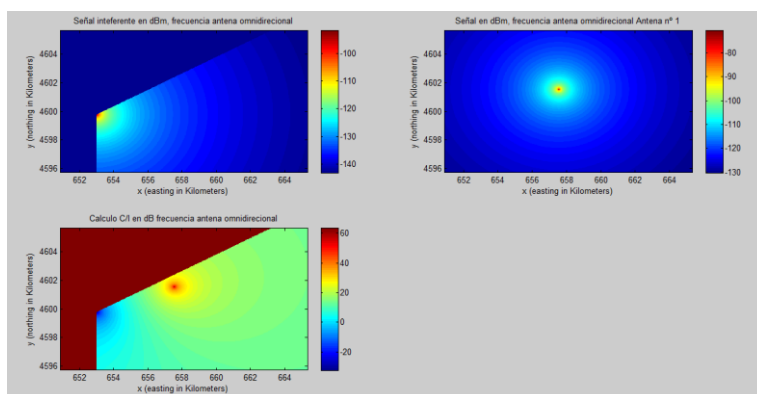 Señal inteferente en dBm, frecuencia antena omnidirecional
y (northing in Kilometers)
4604
4602
4600
4598
4596
652 654 656 658 660 662 664
x (easting in Kilometers)
-100
-110
-120
-130
-140
Señal en dBm, frecuencia antena omnidirecional Antena nº 1
y (northing in Kilometers)
4604
4602
4600
4598
4596
652 654 656 658 660 662 664
x (easting in Kilometers)
-80
-90
-100
-110
-120
-130
Calculo C/I en dB frecuencia antena omnidirecional
y (northing in Kilometers)
4604
4602
4600
4598
4596
652 654 656 658 660 662 664
x (easting in Kilometers)
60
40
20
0
-20